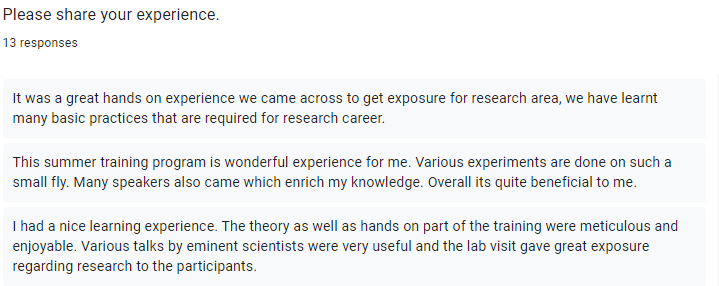 Please share your experience.
13 responses
It was a great hands on experience we came across to get exposure for research area, we have learnt
many basic practices that are required for research career.
This summer training program is wonderful experience for me. Various experiments are done on such a
small fly. Many speakers also came which enrich my knowledge. Overall its quite beneficial to me.
I had a nice learning experience. The theory as well as hands on part of the training were meticulous and
enjoyable. Various talks by eminent scientists were very useful and the lab visit gave great exposure
regarding research to the participants.